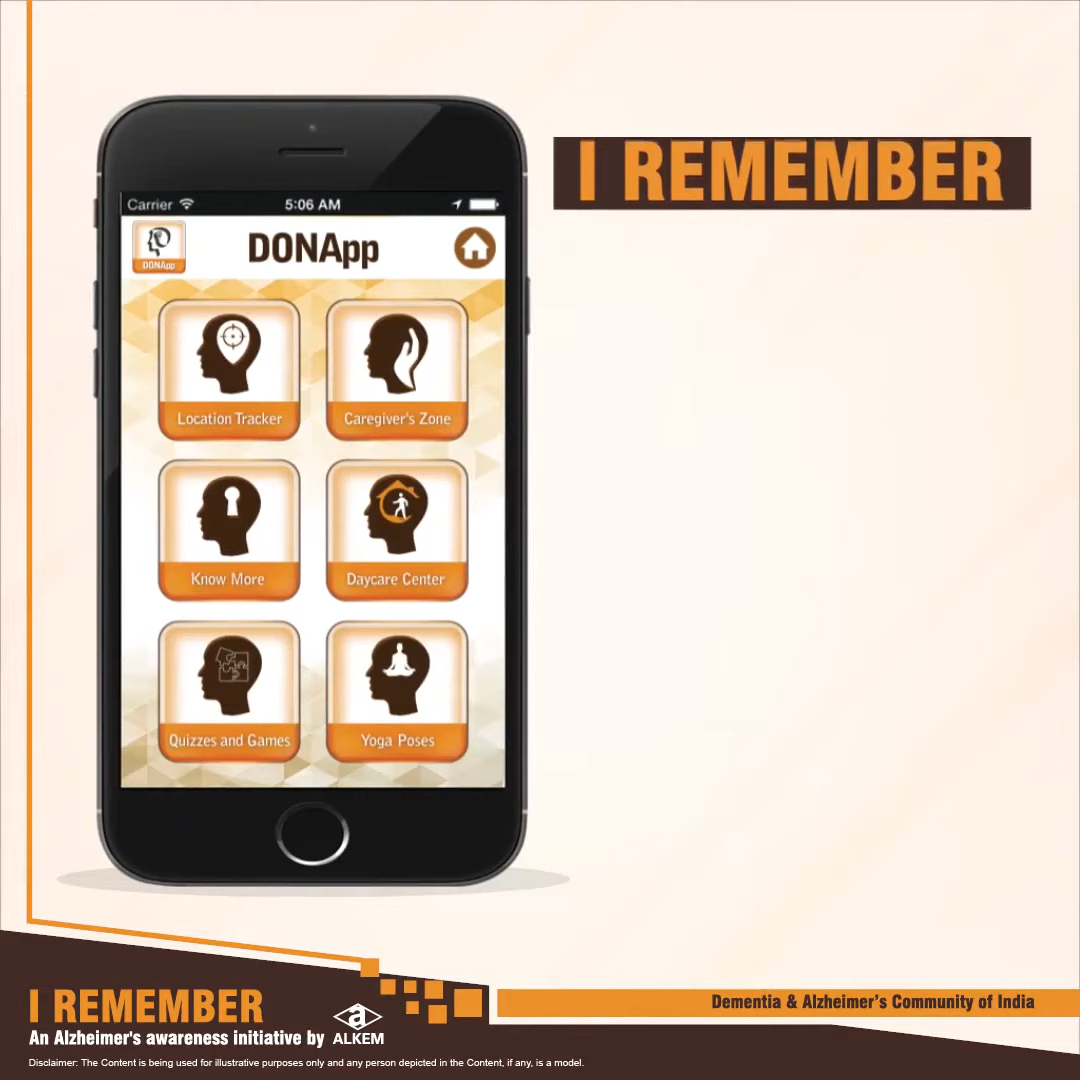 I REMEMBER
Carrier 5:06 AM
DONApp
DONApp
Location Tracker
Caregiver's Zone
Know More
Daycare Center
Quizzes and Games
Yoga Poses
I REMEMBER
An Alzheimer's awareness initiative by
a
ALKEM
Dementia & Alzheimer's Community of India
Disclaimer: The Content is being used for illustrative purposes only and any person depicted in the Content, if any, is a model.